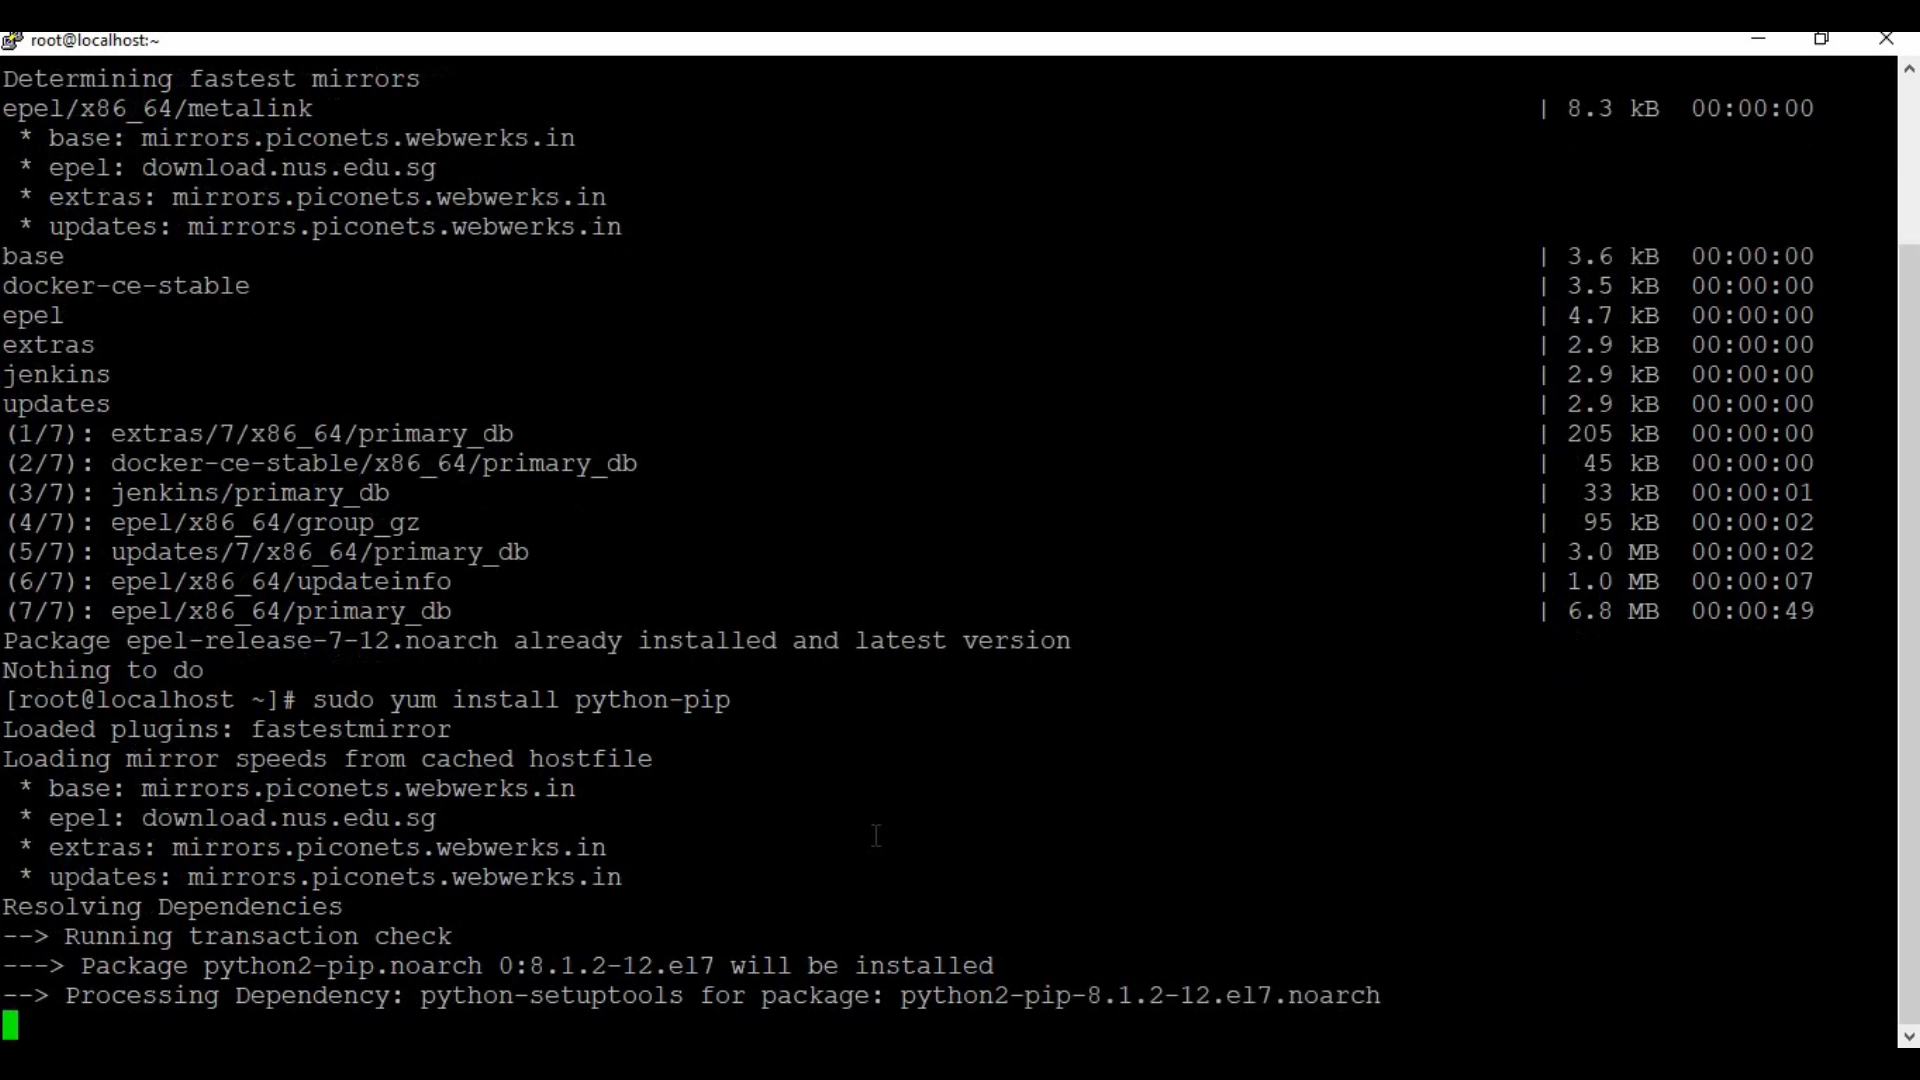 root@localhost:~
Determining fastest mirrors
epel/x86_64/metalink | 8.3 kB 00:00:00
* base: mirrors.piconets.webwerks.in
* epel: download.nus.edu.sg
* extras: mirrors.piconets.webwerks.in
* updates: mirrors.piconets.webwerks.in
base | 3.6 kB 00:00:00
docker-ce-stable | 3.5 kB 00:00:00
epel | 4.7 kB 00:00:00
extras | 2.9 kB 00:00:00
jenkins | 2.9 kB 00:00:00
updates | 2.9 kB 00:00:00
(1/7): extras/7/x86_64/primary_db | 205 kB 00:00:00
(2/7): docker-ce-stable/x86_64/primary_db | 45 kB 00:00:00
(3/7): jenkins/primary_db | 33 kB 00:00:01
(4/7): epel/x86_64/group_gz | 95 kB 00:00:02
(5/7): updates/7/x86_64/primary_db | 3.0 MB 00:00:02
(6/7): epel/x86_64/updateinfo | 1.0 MB 00:00:07
(7/7): epel/x86_64/primary_db | 6.8 MB 00:00:49
Package epel-release-7-12.noarch already installed and latest version
Nothing to do
[root@localhost ~]# sudo yum install python-pip
Loaded plugins: fastestmirror
Loading mirror speeds from cached hostfile
* base: mirrors.piconets.webwerks.in
* epel: download.nus.edu.sg
* extras: mirrors.piconets.webwerks.in
* updates: mirrors.piconets.webwerks.in
Resolving Dependencies
--> Running transaction check
---> Package python2-pip.noarch 0:8.1.2-12.el7 will be installed
--> Processing Dependency: python-setuptools for package: python2-pip-8.1.2-12.el7.noarch